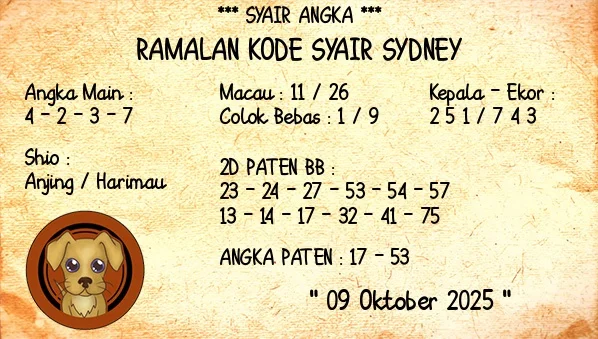 *** SYAIR ANGKA ***
RAMALAN KODE SYAIR SYDNEY
Angka Main :
4 - 2 - 3 - 7
Macau : 11 / 26
Colok Bebas : 1 / 9
Kepala - Ekor :
2 5 1 / 7 4 3
Shio :
Anjing / Harimau
2D PATEN BB :
23 - 24 - 27 - 53 - 54 - 57
13 - 14 - 17 - 32 - 41 - 75
ANGKA PATEN : 17 - 53
" 09 Oktober 2025 "